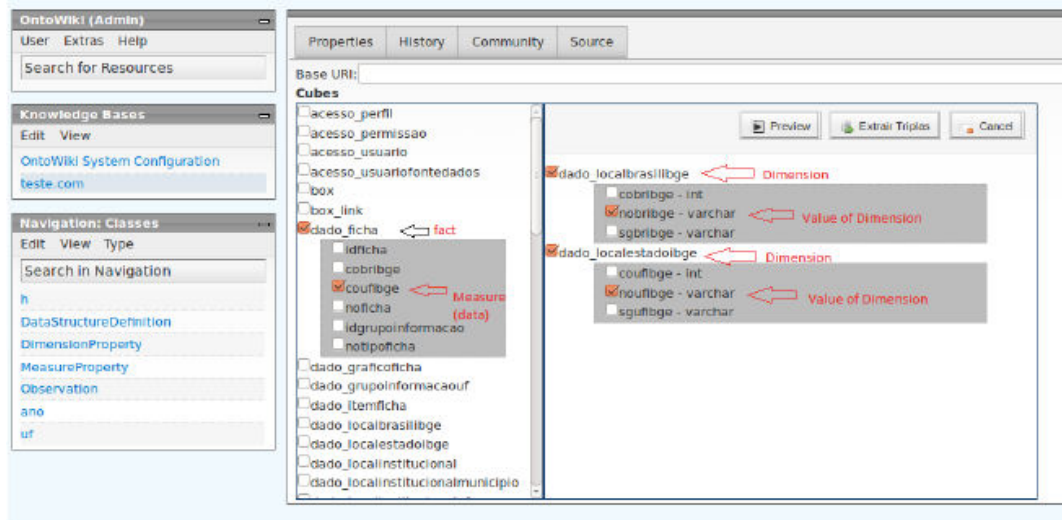 OntoWiki (Admin)
User Extras Help
Search for Resources
Knowledge Bases
Edit View
OntoWiki System Configuration
teste.com
Navigation: Classes
Edit View Type
Search in Navigation
h
DataStructureDefinition
DimensionProperty
MeasureProperty
Observation
ano
uf
Properties History Community Source
Base URI:
Cubes
acesso_perfil
acesso_permissao
acesso_usuario
acesso_usuariofontedados
box
box_link
dado_ficha fact
idficha
cobribge
coufibge Measure
(data)
noficha
idgrupoinformacao
notipoficha
dado_graficoficha
dado_grupoinformacaouf
dado_itemficha
dado_localbrasilibge
dado_localestadoibge
dado_localinstitucional
dado_localinstitucionalmunicipio
Preview Extrair Triplas Cancel
dado_localbrasilibge Dimension
cobribge - int
nobribge - varchar Value of Dimension
sgbribge - varchar
dado_localestadoibge Dimension
coufibge - int
noufibge - varchar Value of Dimension
sgufibge - varchar